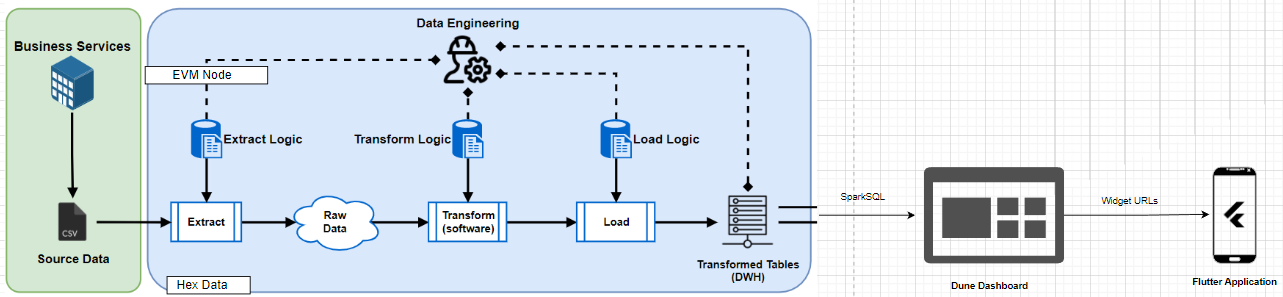 Data Engineering
Business Services
EVM Node
Extract Logic
Transform Logic
Load Logic
CSV
Extract
Raw
Data
Transform
(software)
Load
SparkSQL
Widget URLs
Source Data
Transformed Tables
(DWH)
Hex Data
Dune Dashboard
Flutter Application